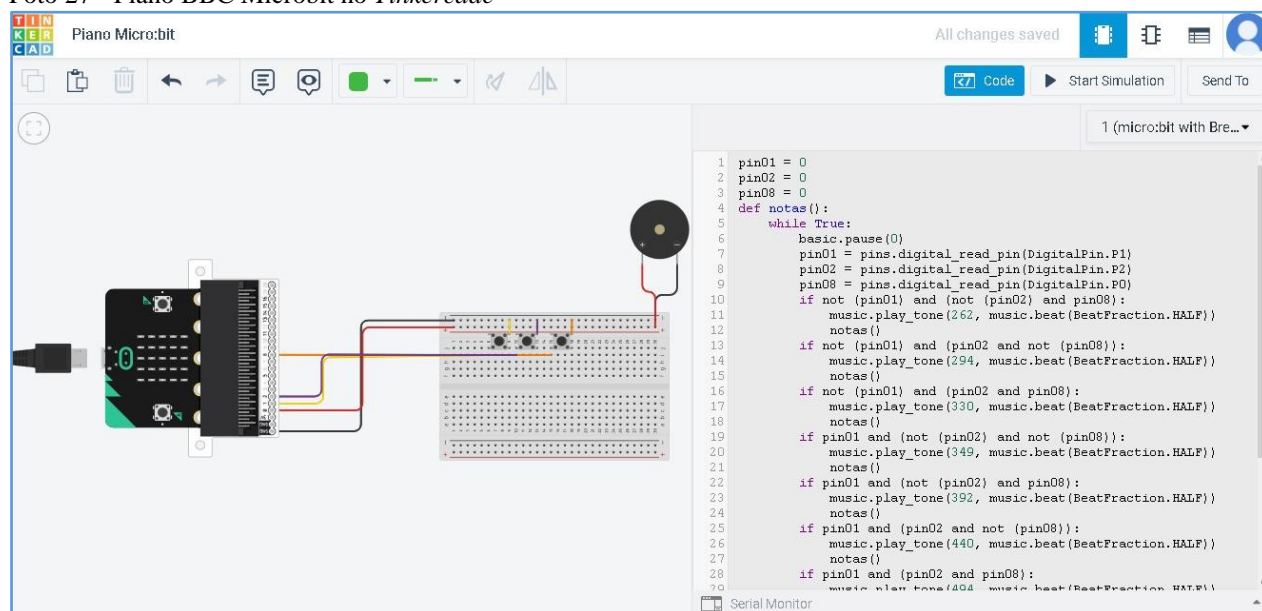 Foto 27 - Piano BBC Microbit no Tinkercade
TINKERCAD
Piano Micro:bit
All changes saved
Code
Start Simulation
Send To
1 (micro:bit with Bre...
1 pin01 = 0
2 pin02 = 0
3 pin08 = 0
4 def notas():
5 while True:
6 basic.pause(0)
7 pin01 = pins.digital_read_pin(DigitalPin.P1)
8 pin02 = pins.digital_read_pin(DigitalPin.P2)
9 pin08 = pins.digital_read_pin(DigitalPin.P0)
10 if not (pin01) and (not (pin02) and pin08):
11 music.play_tone(262, music.beat(BeatFraction.HALF))
12 notas()
13 if not (pin01) and (pin02 and not (pin08)):
14 music.play_tone(294, music.beat(BeatFraction.HALF))
15 notas()
16 if not (pin01) and (pin02 and pin08):
17 music.play_tone(330, music.beat(BeatFraction.HALF))
18 notas()
19 if pin01 and (not (pin02) and not (pin08)):
20 music.play_tone(349, music.beat(BeatFraction.HALF))
21 notas()
22 if pin01 and (not (pin02) and pin08):
23 music.play_tone(392, music.beat(BeatFraction.HALF))
24 notas()
25 if pin01 and (pin02 and not (pin08)):
26 music.play_tone(440, music.beat(BeatFraction.HALF))
27 notas()
28 if pin01 and (pin02 and pin08):
29 music.play_tone(494, music.beat(BeatFraction.HALF))
Serial Monitor